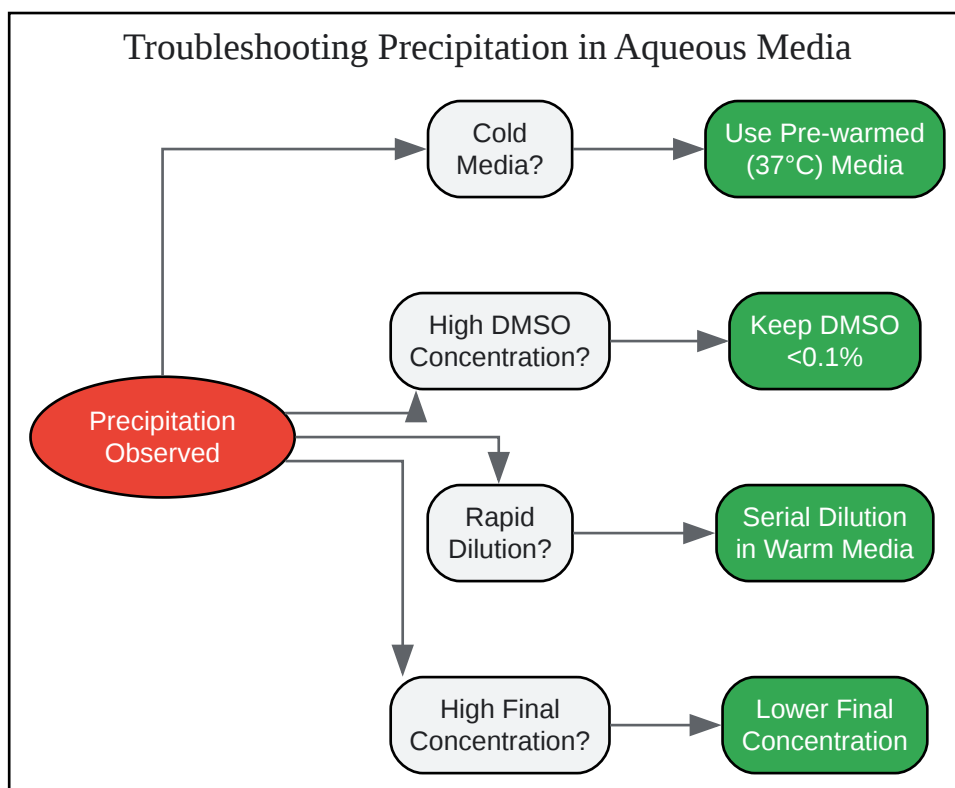 Troubleshooting Precipitation in Aqueous Media
Cold
Media?
Use Pre-warmed
(37°C) Media
High DMSO
Concentration?
Keep DMSO
<0.1%
Precipitation
Observed
Rapid
Dilution?
Serial Dilution
in Warm Media
High Final
Concentration?
Lower Final
Concentration